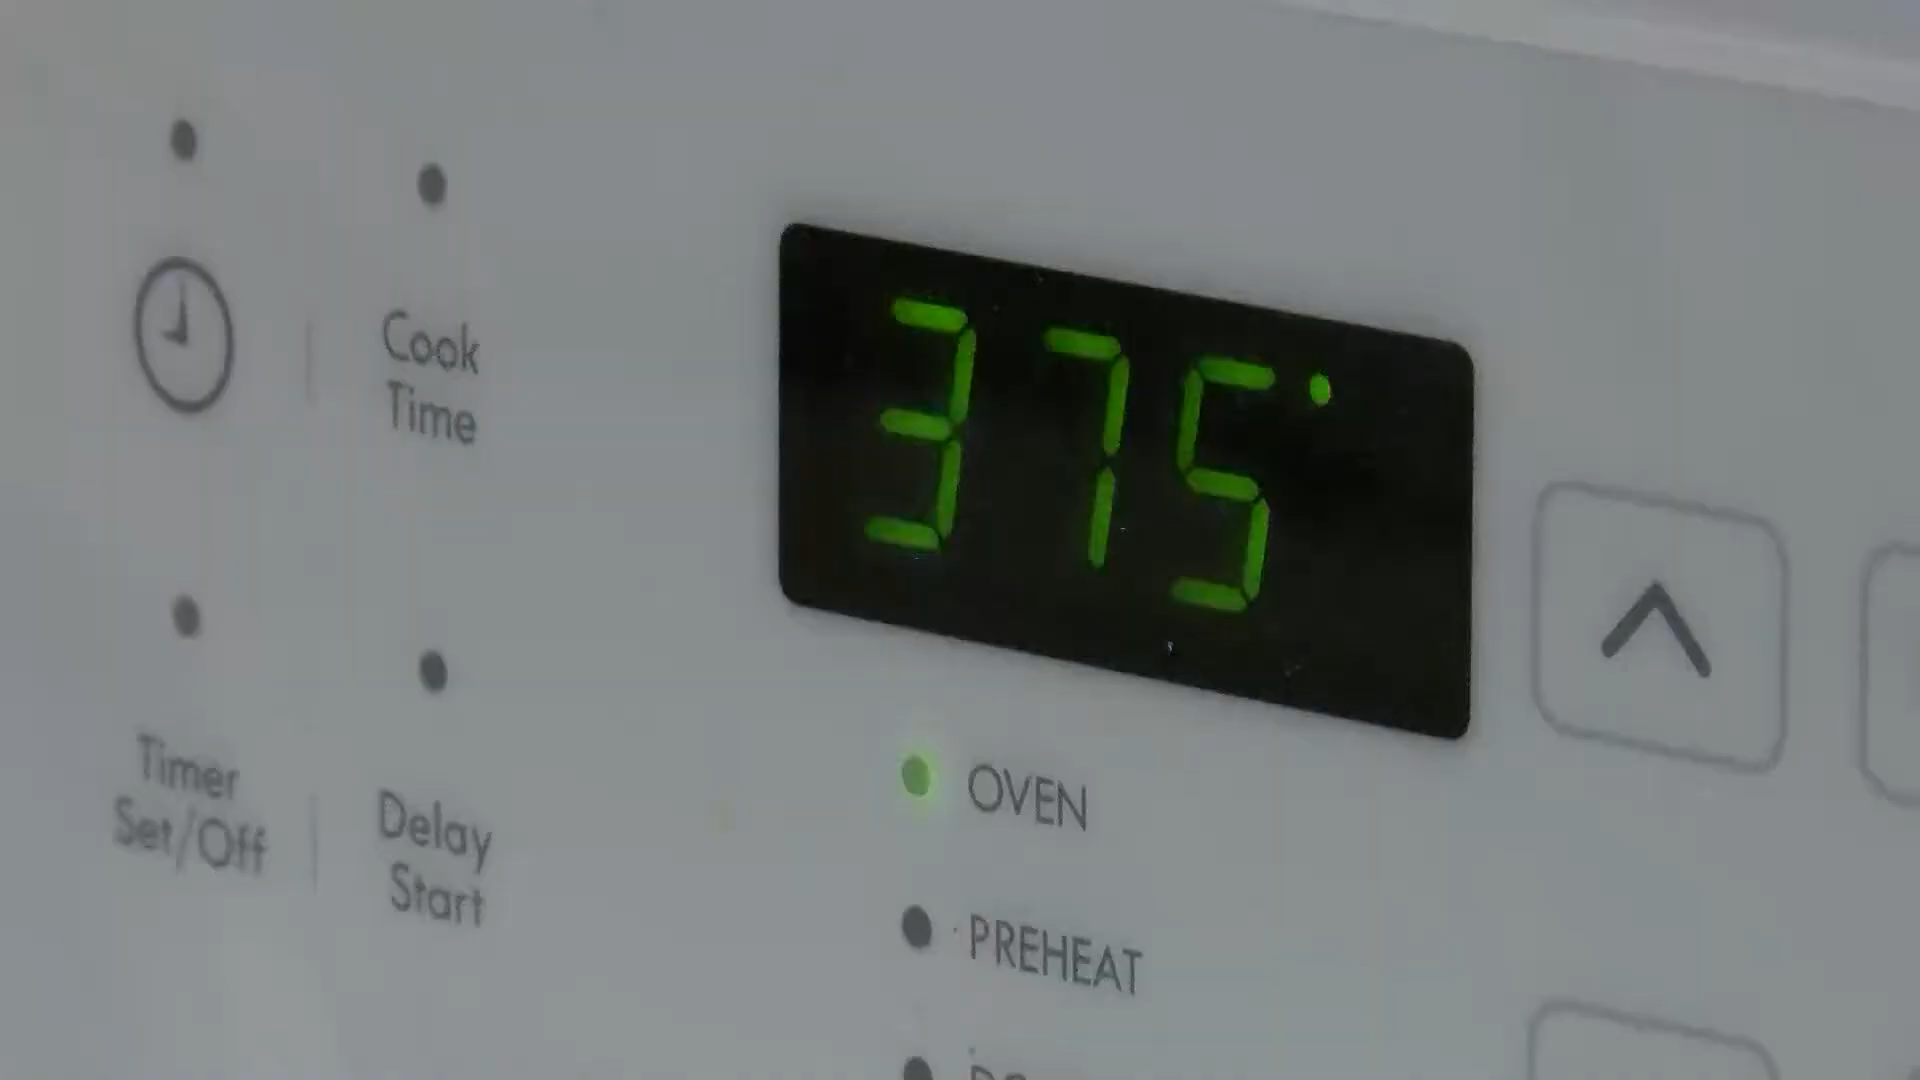 Cook
Time
375°
Timer
Set/Off
Delay
Start
OVEN
PREHEAT